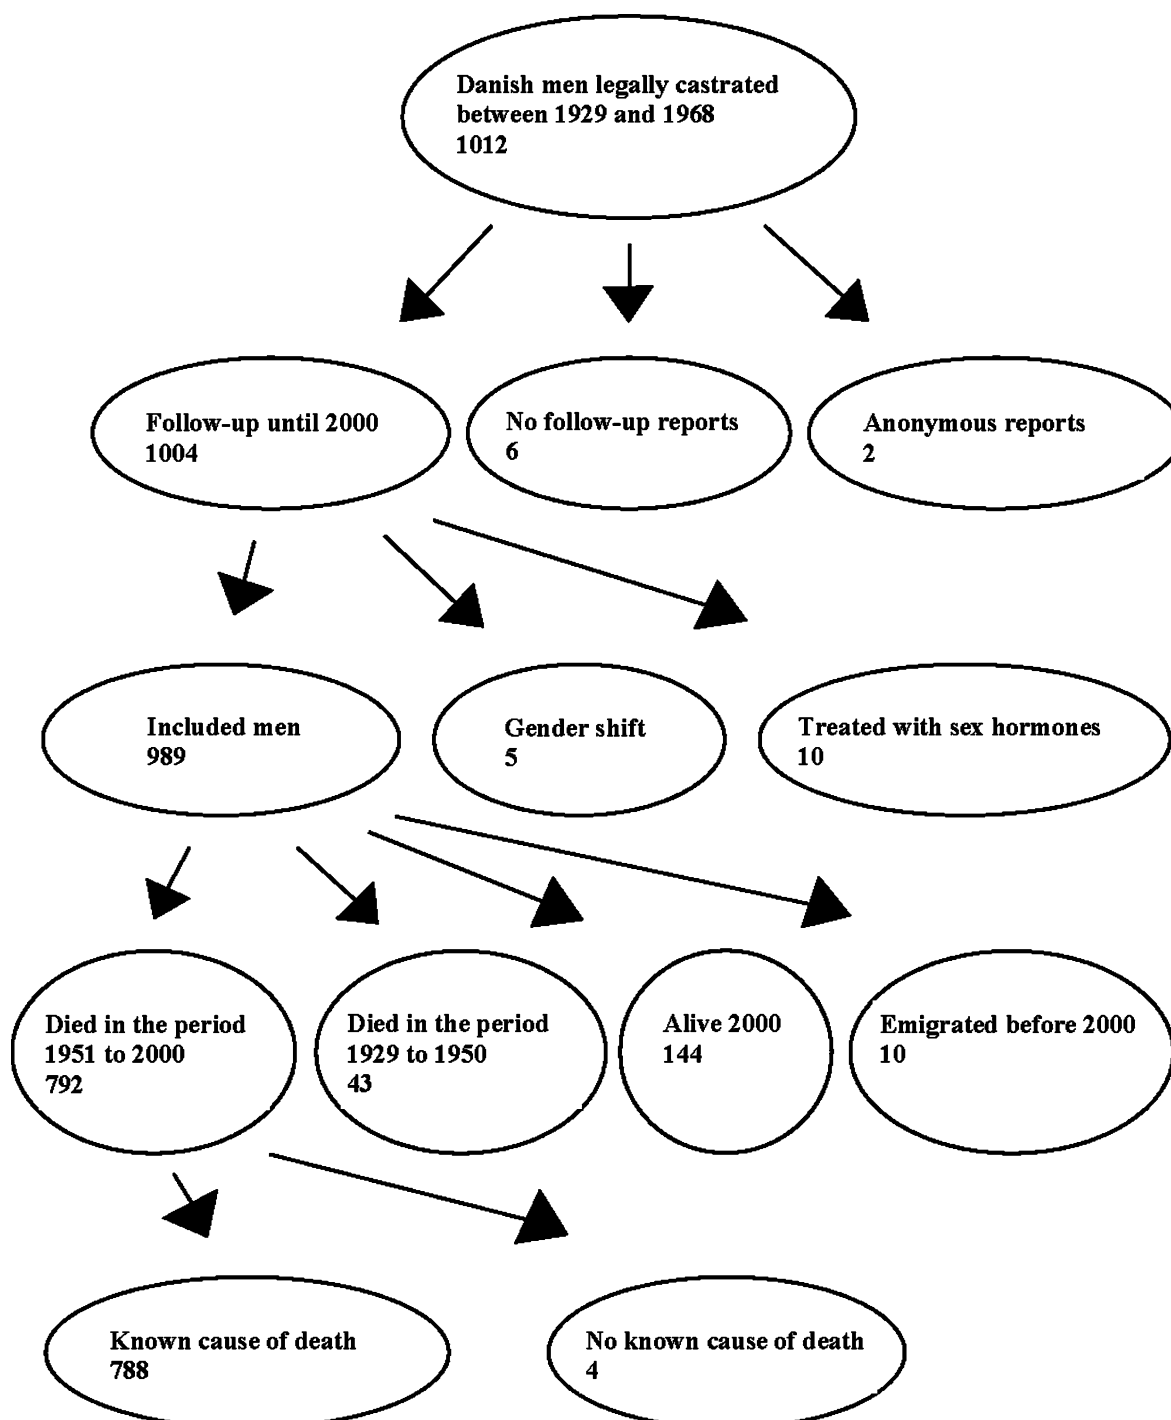 Danish men legally castrated
between 1929 and 1968
1012
Follow-up until 2000
1004
No follow-up reports
6
Anonymous reports
2
Included men
989
Gender shift
5
Treated with sex hormones
10
Died in the period
1951 to 2000
792
Died in the period
1929 to 1950
43
Alive 2000
144
Emigrated before 2000
10
Known cause of death
788
No known cause of death
4